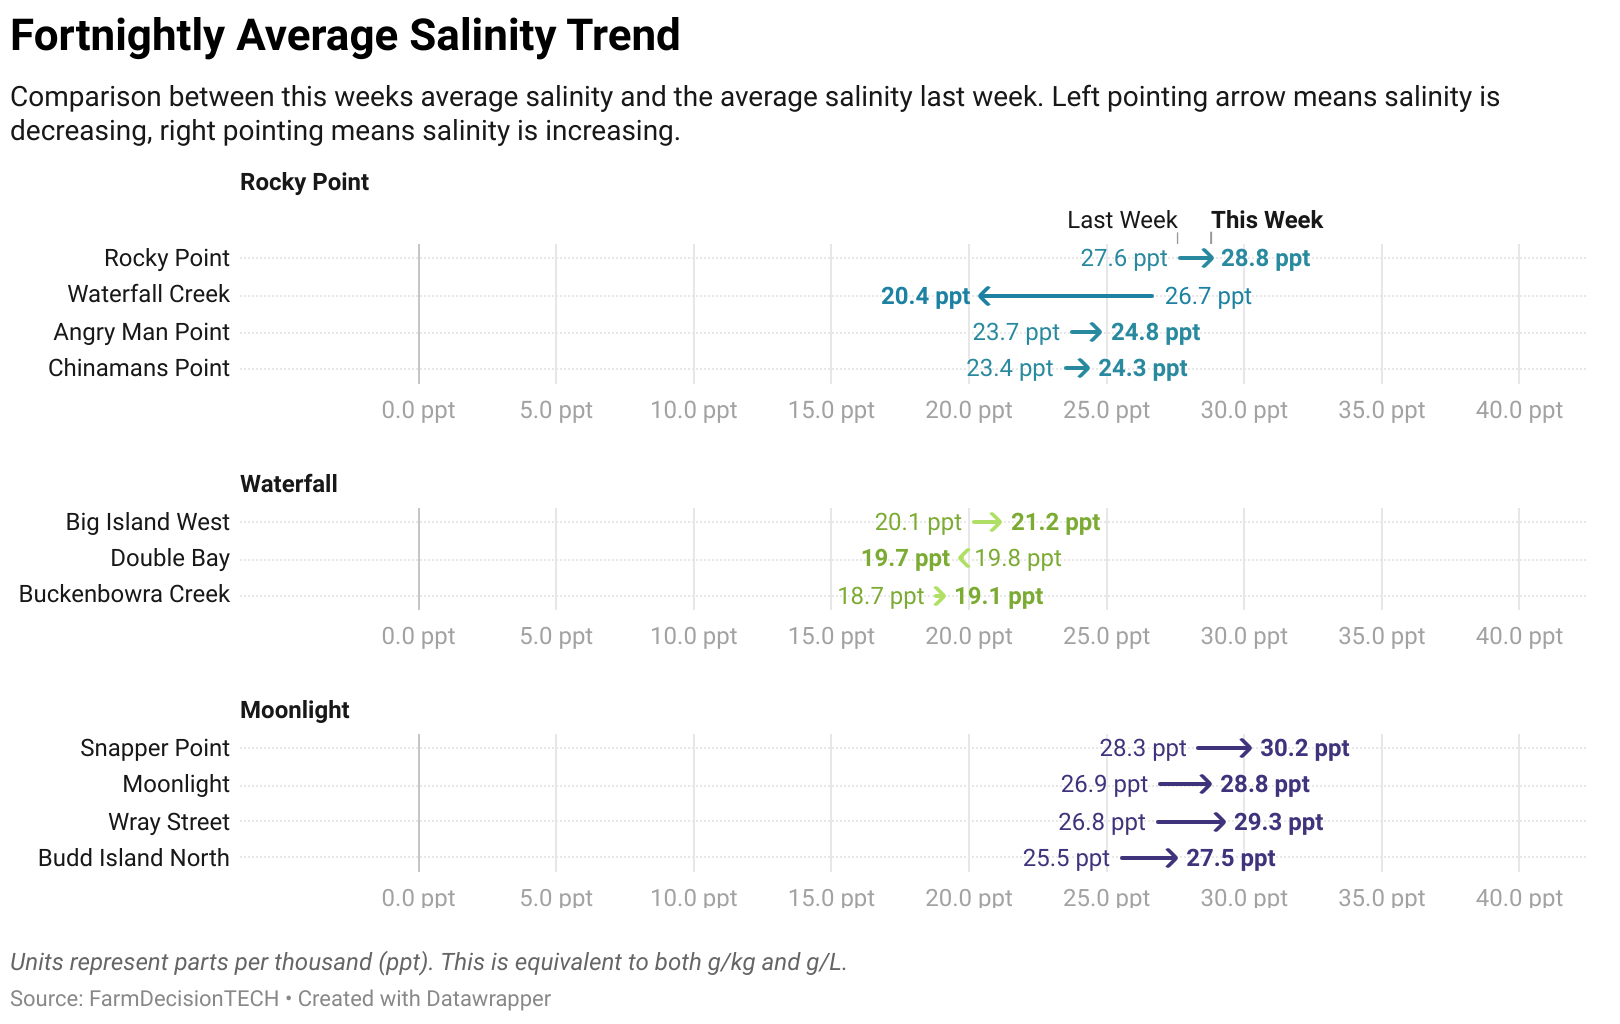 Fortnightly Average Salinity Trend
Comparison between this weeks average salinity and the average salinity last week. Left pointing arrow means salinity is
decreasing, right pointing means salinity is increasing.
Rocky Point
Last Week This Week
Rocky Point 27.6 ppt 28.8 ppt
Waterfall Creek 20.4 ppt 26.7 ppt
Angry Man Point 23.7 ppt 24.8 ppt
Chinamans Point 23.4 ppt 24.3 ppt
0.0 ppt 5.0 ppt 10.0 ppt 15.0 ppt 20.0 ppt 25.0 ppt 30.0 ppt 35.0 ppt 40.0 ppt
Waterfall
Big Island West 20.1 ppt 21.2 ppt
Double Bay 19.7 ppt 19.8 ppt
Buckenbowra Creek 18.7 ppt 19.1 ppt
0.0 ppt 5.0 ppt 10.0 ppt 15.0 ppt 20.0 ppt 25.0 ppt 30.0 ppt 35.0 ppt 40.0 ppt
Moonlight
Snapper Point 28.3 ppt 30.2 ppt
Moonlight 26.9 ppt 28.8 ppt
Wray Street 26.8 ppt 29.3 ppt
Budd Island North 25.5 ppt 27.5 ppt
0.0 ppt 5.0 ppt 10.0 ppt 15.0 ppt 20.0 ppt 25.0 ppt 30.0 ppt 35.0 ppt 40.0 ppt
Units represent parts per thousand (ppt). This is equivalent to both g/kg and g/L.
Source: FarmDecisionTECH • Created with Datawrapper